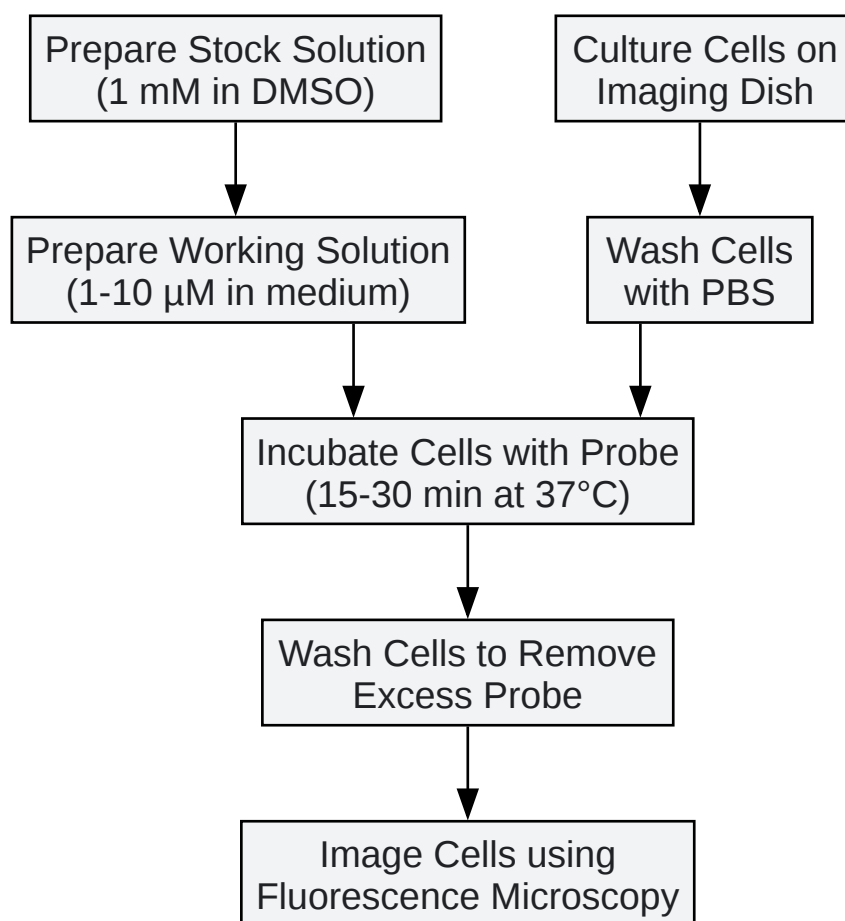 Prepare Stock Solution
(1 mM in DMSO)
Culture Cells on
Imaging Dish
Prepare Working Solution
(1-10 µM in medium)
Wash Cells
with PBS
Incubate Cells with Probe
(15-30 min at 37°C)
Wash Cells to Remove
Excess Probe
Image Cells using
Fluorescence Microscopy